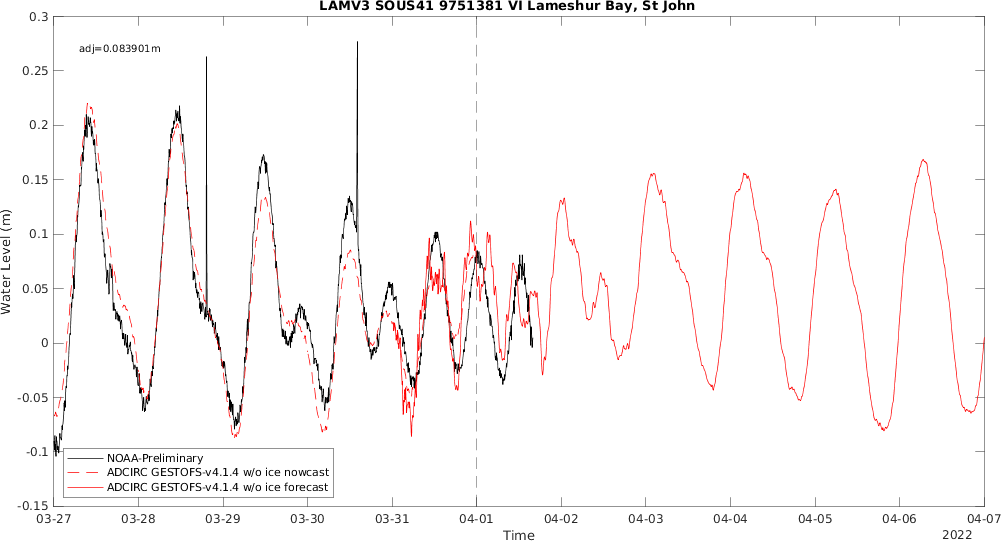 LAMV3 SOUS41 9751381 VI Lameshur Bay, St John
0.3
adj=0.083901m
0.25
0.2
0.15
0.1
0.05
0
-0.05
-0.1
-0.15
Water Level (m)
NOAA-Preliminary
ADCIRC GESTOFS-v4.1.4 w/o ice nowcast
ADCIRC GESTOFS-v4.1.4 w/o ice forecast
03-27 03-28 03-29 03-30 03-31 04-01 04-02 04-03 04-04 04-05 04-06 04-07
Time
2022